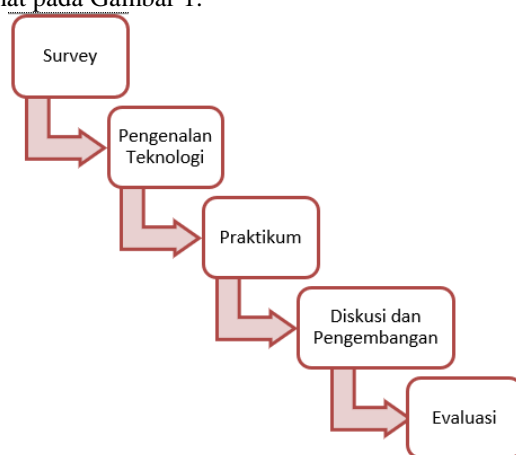 pada Gambar 1.
Survey
Pengenalan
Teknologi
Praktikum
Diskusi dan
Pengembangan
Evaluasi